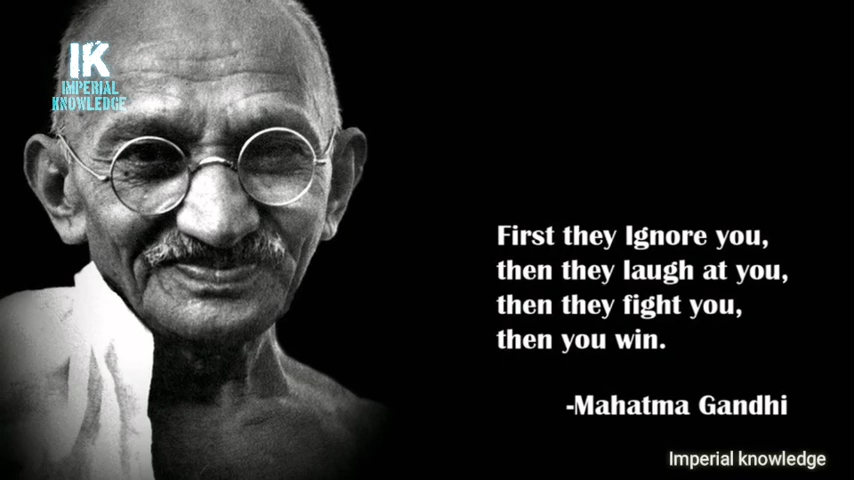 IK
IMPERIAL
KNOWLEDGE
First they Ignore you,
then they laugh at you,
then they fight you,
then you win.
-Mahatma Gandhi
Imperial knowledge